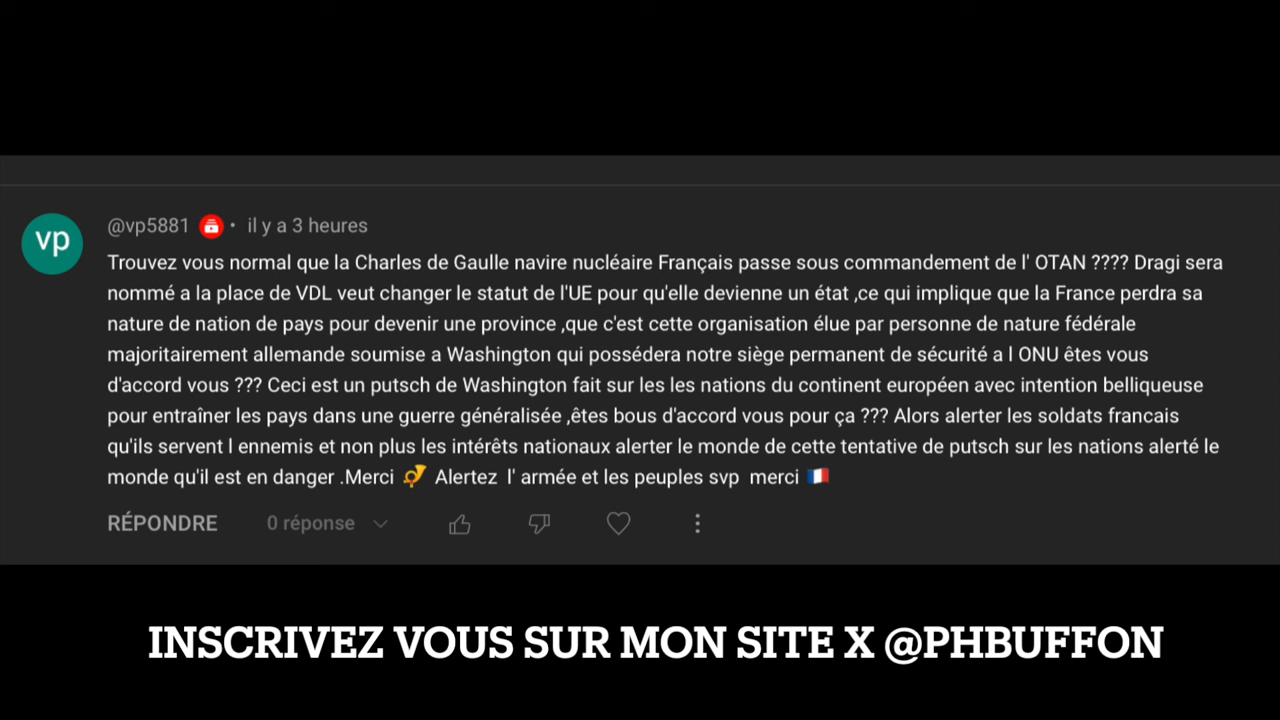 vp
@vp5881 • il y a 3 heures
Trouvez vous normal que la Charles de Gaulle navire nucléaire Français passe sous commandement de l' OTAN ???? Dragi sera
nommé a la place de VDL veut changer le statut de l'UE pour qu'elle devienne un état ,ce qui implique que la France perdra sa
nature de nation de pays pour devenir une province ,que c'est cette organisation élue par personne de nature fédérale
majoritairement allemande soumise a Washington qui possédera notre siège permanent de sécurité a l ONU êtes vous
d'accord vous ??? Ceci est un putsch de Washington fait sur les les nations du continent européen avec intention belliqueuse
pour entraîner les pays dans une guerre généralisée ,êtes bous d'accord vous pour ça ??? Alors alerter les soldats francais
qu'ils servent l ennemis et non plus les intérêts nationaux alerter le monde de cette tentative de putsch sur les nations alerté le
monde qu'il est en danger .Merci 📯 Alertez l' armée et les peuples svp merci 🇫🇷
RÉPONDRE 0 réponse
INSCRIVEZ VOUS SUR MON SITE X @PHBUFFON